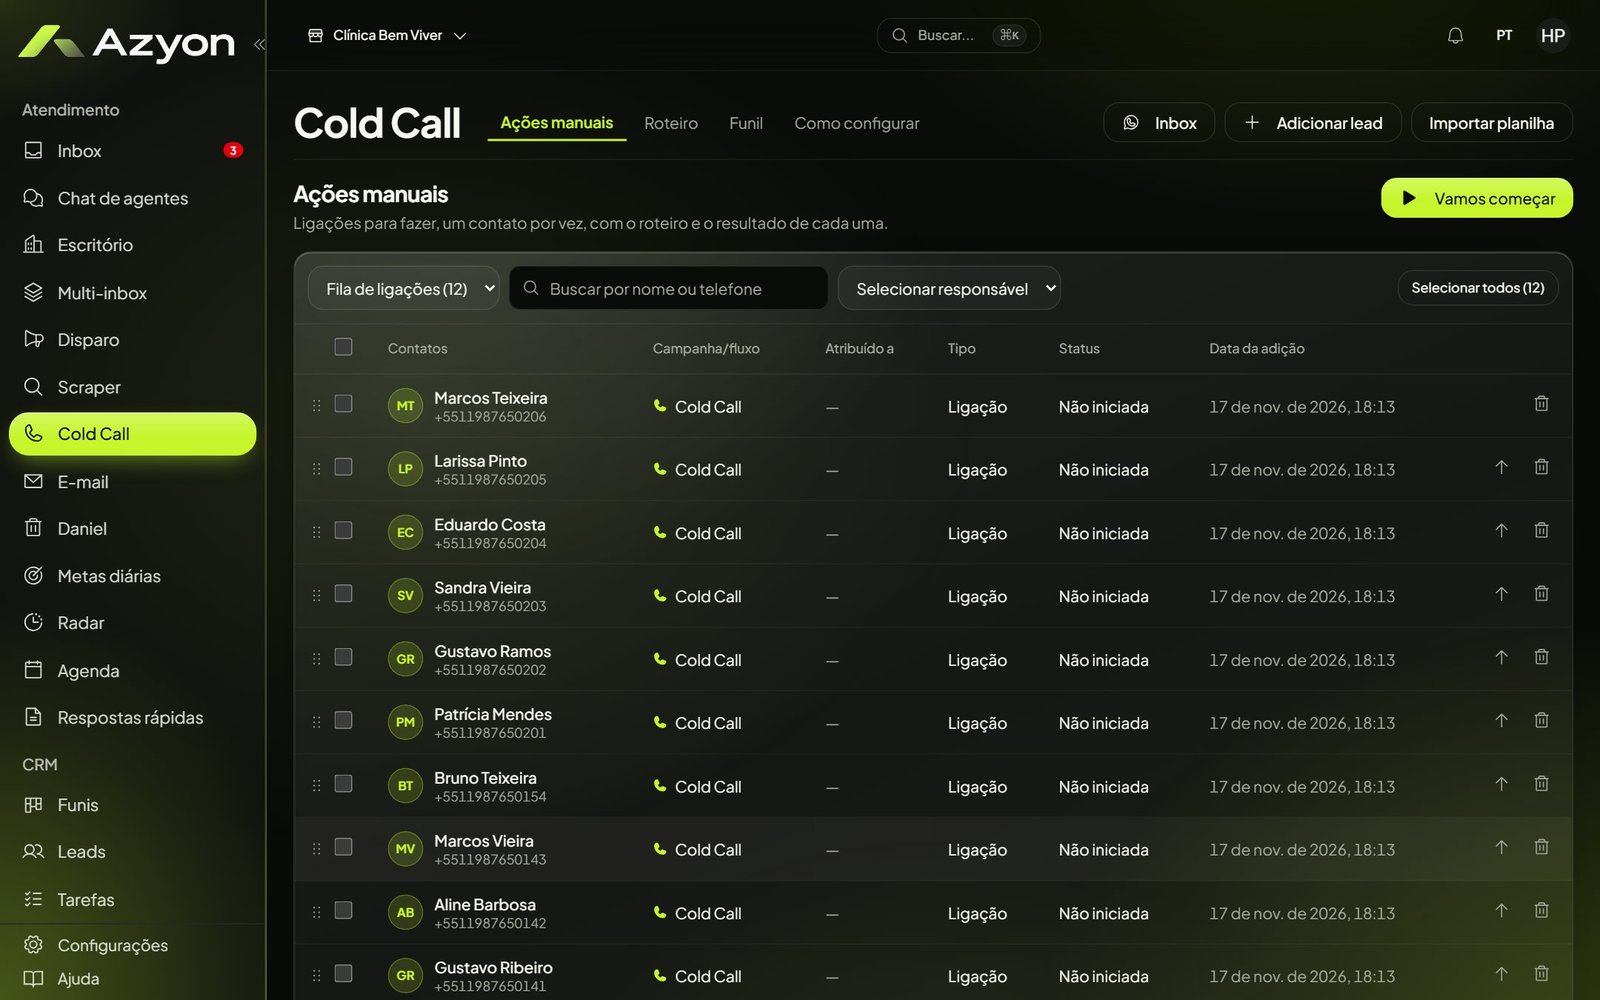 Azyon
Clínica Bem Viver
Buscar...
⌘K
PT
HP
Atendimento
Inbox
3
Chat de agentes
Escritório
Multi-inbox
Disparo
Scraper
Cold Call
E-mail
Daniel
Metas diárias
Radar
Agenda
Respostas rápidas
CRM
Funis
Leads
Tarefas
Configurações
Ajuda
Cold Call
Ações manuais
Roteiro
Funil
Como configurar
Inbox
Adicionar lead
Importar planilha
Ações manuais
Ligações para fazer, um contato por vez, com o roteiro e o resultado de cada uma.
Vamos começar
Fila de ligações (12)
Buscar por nome ou telefone
Selecionar responsável
Selecionar todos (12)
Contatos Campanha/fluxo Atribuído a Tipo Status Data da adição
MT Marcos Teixeira Cold Call — Ligação Não iniciada 17 de nov. de 2026, 18:13
+5511987650206
LP Larissa Pinto Cold Call — Ligação Não iniciada 17 de nov. de 2026, 18:13
+5511987650205
EC Eduardo Costa Cold Call — Ligação Não iniciada 17 de nov. de 2026, 18:13
+5511987650204
SV Sandra Vieira Cold Call — Ligação Não iniciada 17 de nov. de 2026, 18:13
+5511987650203
GR Gustavo Ramos Cold Call — Ligação Não iniciada 17 de nov. de 2026, 18:13
+5511987650202
PM Patrícia Mendes Cold Call — Ligação Não iniciada 17 de nov. de 2026, 18:13
+5511987650201
BT Bruno Teixeira Cold Call — Ligação Não iniciada 17 de nov. de 2026, 18:13
+5511987650154
MV Marcos Vieira Cold Call — Ligação Não iniciada 17 de nov. de 2026, 18:13
+5511987650143
AB Aline Barbosa Cold Call — Ligação Não iniciada 17 de nov. de 2026, 18:13
+5511987650142
GR Gustavo Ribeiro Cold Call — Ligação Não iniciada 17 de nov. de 2026, 18:13
+5511987650141